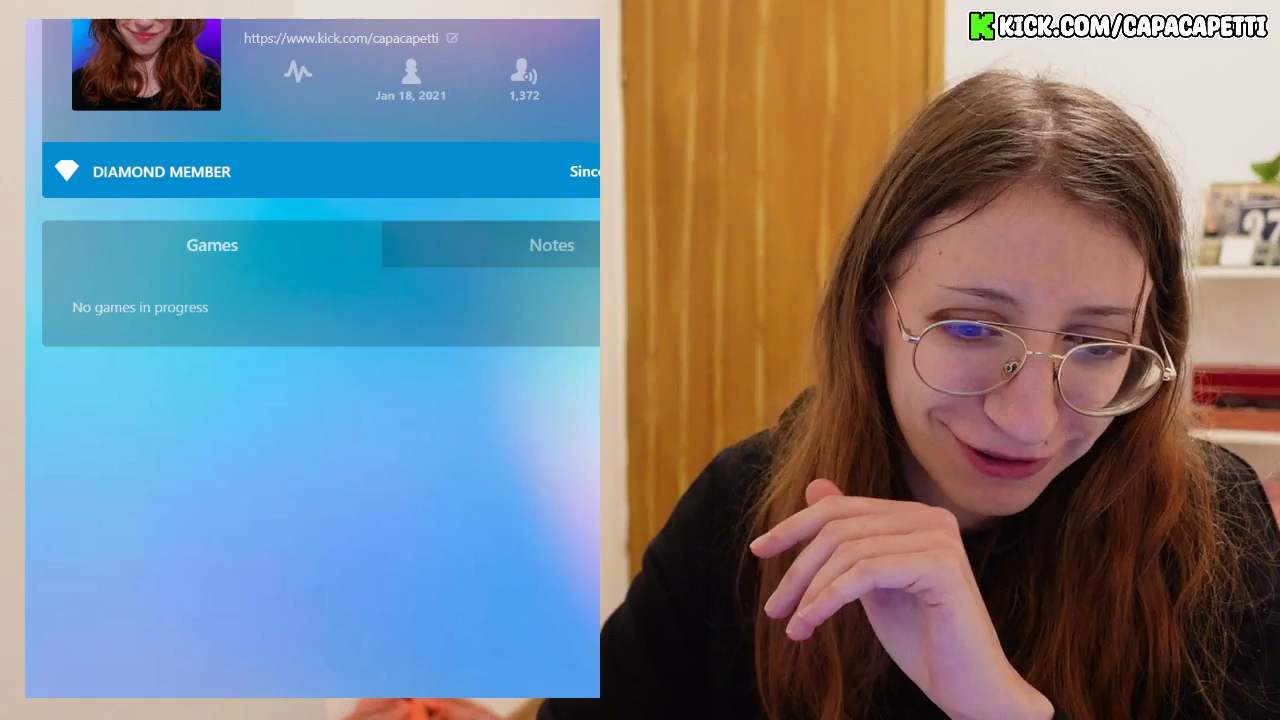 KICK.COM/CAPACAPETTI
https://www.kick.com/capacapetti
Jan 18, 2021
1,372
DIAMOND MEMBER
Since
Games
Notes
No games in progress